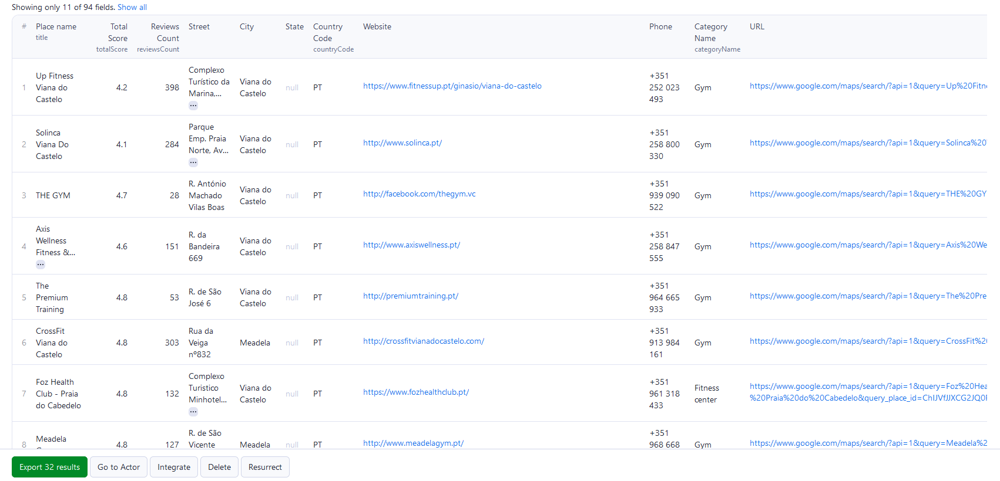 Showing only 11 of 94 fields. Show all
# Place name Total Reviews Street City State Country Website Phone Category URL
title Score Count Code Name
totalScore reviewsCount countryCode categoryName
1 Up Fitness Viana do Castelo 4.2 398 Complexo Turístico da Marina,... ... Viana do Castelo null PT https://www.fitnessup.pt/ginasio/viana-do-castelo +351 252 023 493 Gym https://www.google.com/maps/search/?api=1&query=Up%20Fitn
2 Solinca Viana Do Castelo 4.1 284 Parque Emp. Praia Norte, Av... ... Viana do Castelo null PT http://www.solinca.pt/ +351 258 800 330 Gym https://www.google.com/maps/search/?api=1&query=Solinca%20
3 THE GYM 4.7 28 R. António Machado Vilas Boas Viana do Castelo null PT http://facebook.com/thegym.vc +351 939 090 522 Gym https://www.google.com/maps/search/?api=1&query=THE%20GY
4 Axis Wellness Fitness &... ... 4.6 151 R. da Bandeira 669 Viana do Castelo null PT http://www.axiswellness.pt/ +351 258 847 555 Gym https://www.google.com/maps/search/?api=1&query=Axis%20We
5 The Premium Training 4.8 53 R. de São José 6 Viana do Castelo null PT http://premiumtraining.pt/ +351 964 665 933 Gym https://www.google.com/maps/search/?api=1&query=The%20Pre
6 CrossFit Viana do Castelo 4.8 303 Rua da Veiga nº832 Meadela null PT http://crossfitvianadocastelo.com/ +351 913 984 161 Gym https://www.google.com/maps/search/?api=1&query=CrossFit%20
7 Foz Health Club - Praia do Cabedelo 4.8 132 Complexo Turistico Minhotel... ... Viana do Castelo null PT https://www.fozhealthclub.pt/ +351 961 318 433 Fitness center https://www.google.com/maps/search/?api=1&query=Foz%20Hea
%20Praia%20do%20Cabedelo&query_place_id=ChIJVfJJXCG2JQ0
8 Meadela 4.8 127 R. de São Vicente Meadela null PT http://www.meadelagym.pt/ +351 968 668 Gym https://www.google.com/maps/search/?api=1&query=Meadela%2
Export 32 results Go to Actor Integrate Delete Resurrect